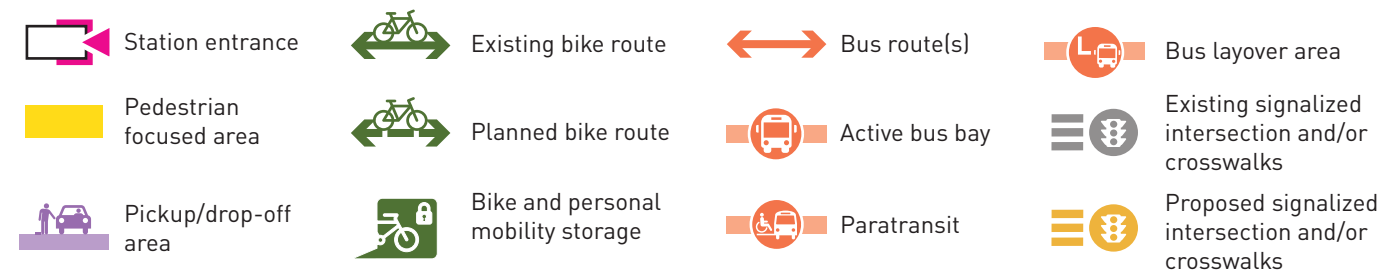 Station entrance
Pedestrian
focused area
Pickup/drop-off
area
Existing bike route
Planned bike route
Bike and personal
mobility storage
Bus route(s)
Active bus bay
Paratransit
L
Bus layover area
Existing signalized
intersection and/or
crosswalks
Proposed signalized
intersection and/or
crosswalks